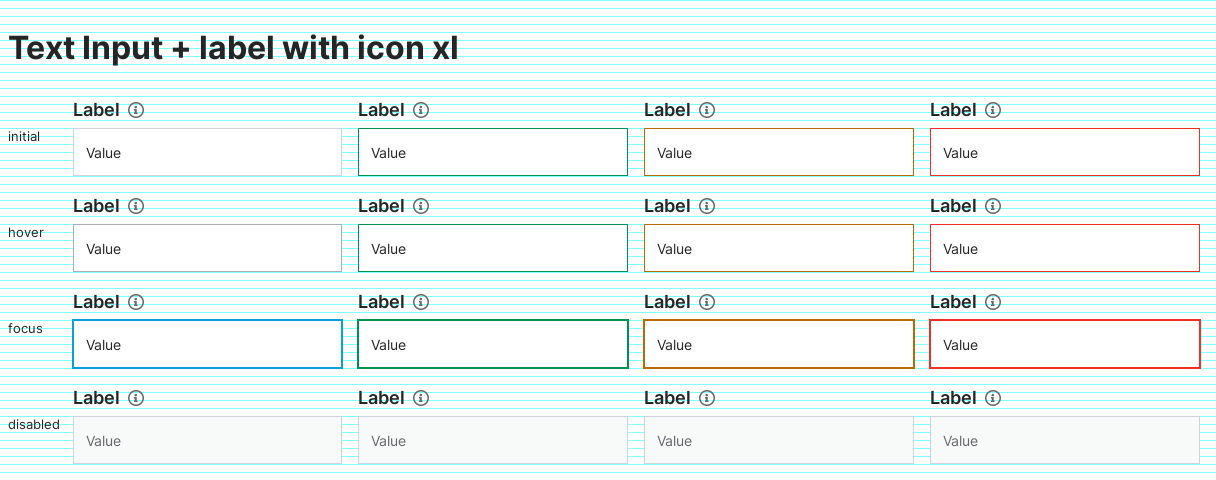 Text Input + label with icon xl
Label Label Label Label
initial
Value Value Value Value
Label Label Label Label
hover
Value Value Value Value
Label Label Label Label
focus
Value Value Value Value
Label Label Label Label
disabled
Value Value Value Value